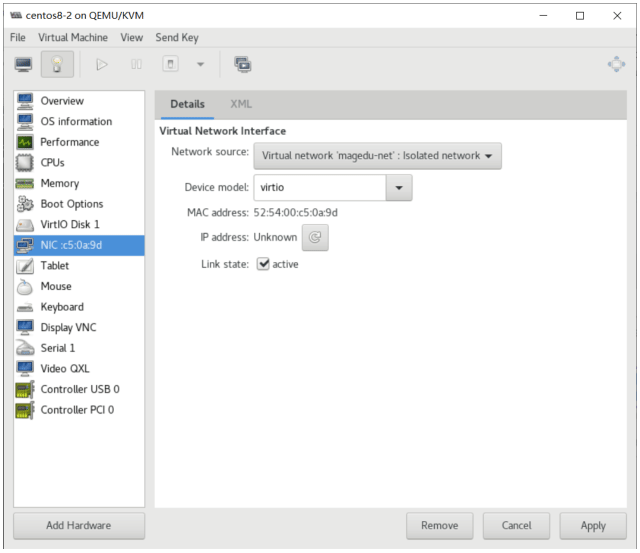 centos8-2 on QEMU/KVM
File Virtual Machine View Send Key
Overview
OS information
Performance
CPUs
Memory
Boot Options
VirtIO Disk 1
NIC :c5:0a:9d
Tablet
Mouse
Keyboard
Display VNC
Serial 1
Video QXL
Controller USB 0
Controller PCI 0
Add Hardware
Details XML
Virtual Network Interface
Network source: Virtual network 'magedu-net' : Isolated network
Device model: virtio
MAC address: 52:54:00:c5:0a:9d
IP address: Unknown
Link state: active
Remove Cancel Apply